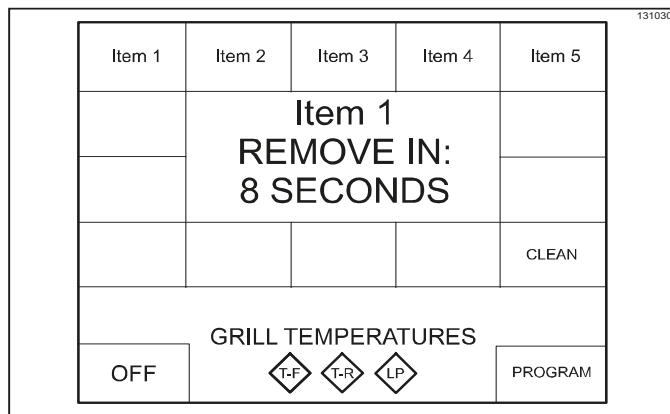 131030
Item 1 Item 2 Item 3 Item 4 Item 5
Item 1
REMOVE IN:
8 SECONDS
CLEAN
GRILL TEMPERATURES
OFF T-F T-R LP PROGRAM